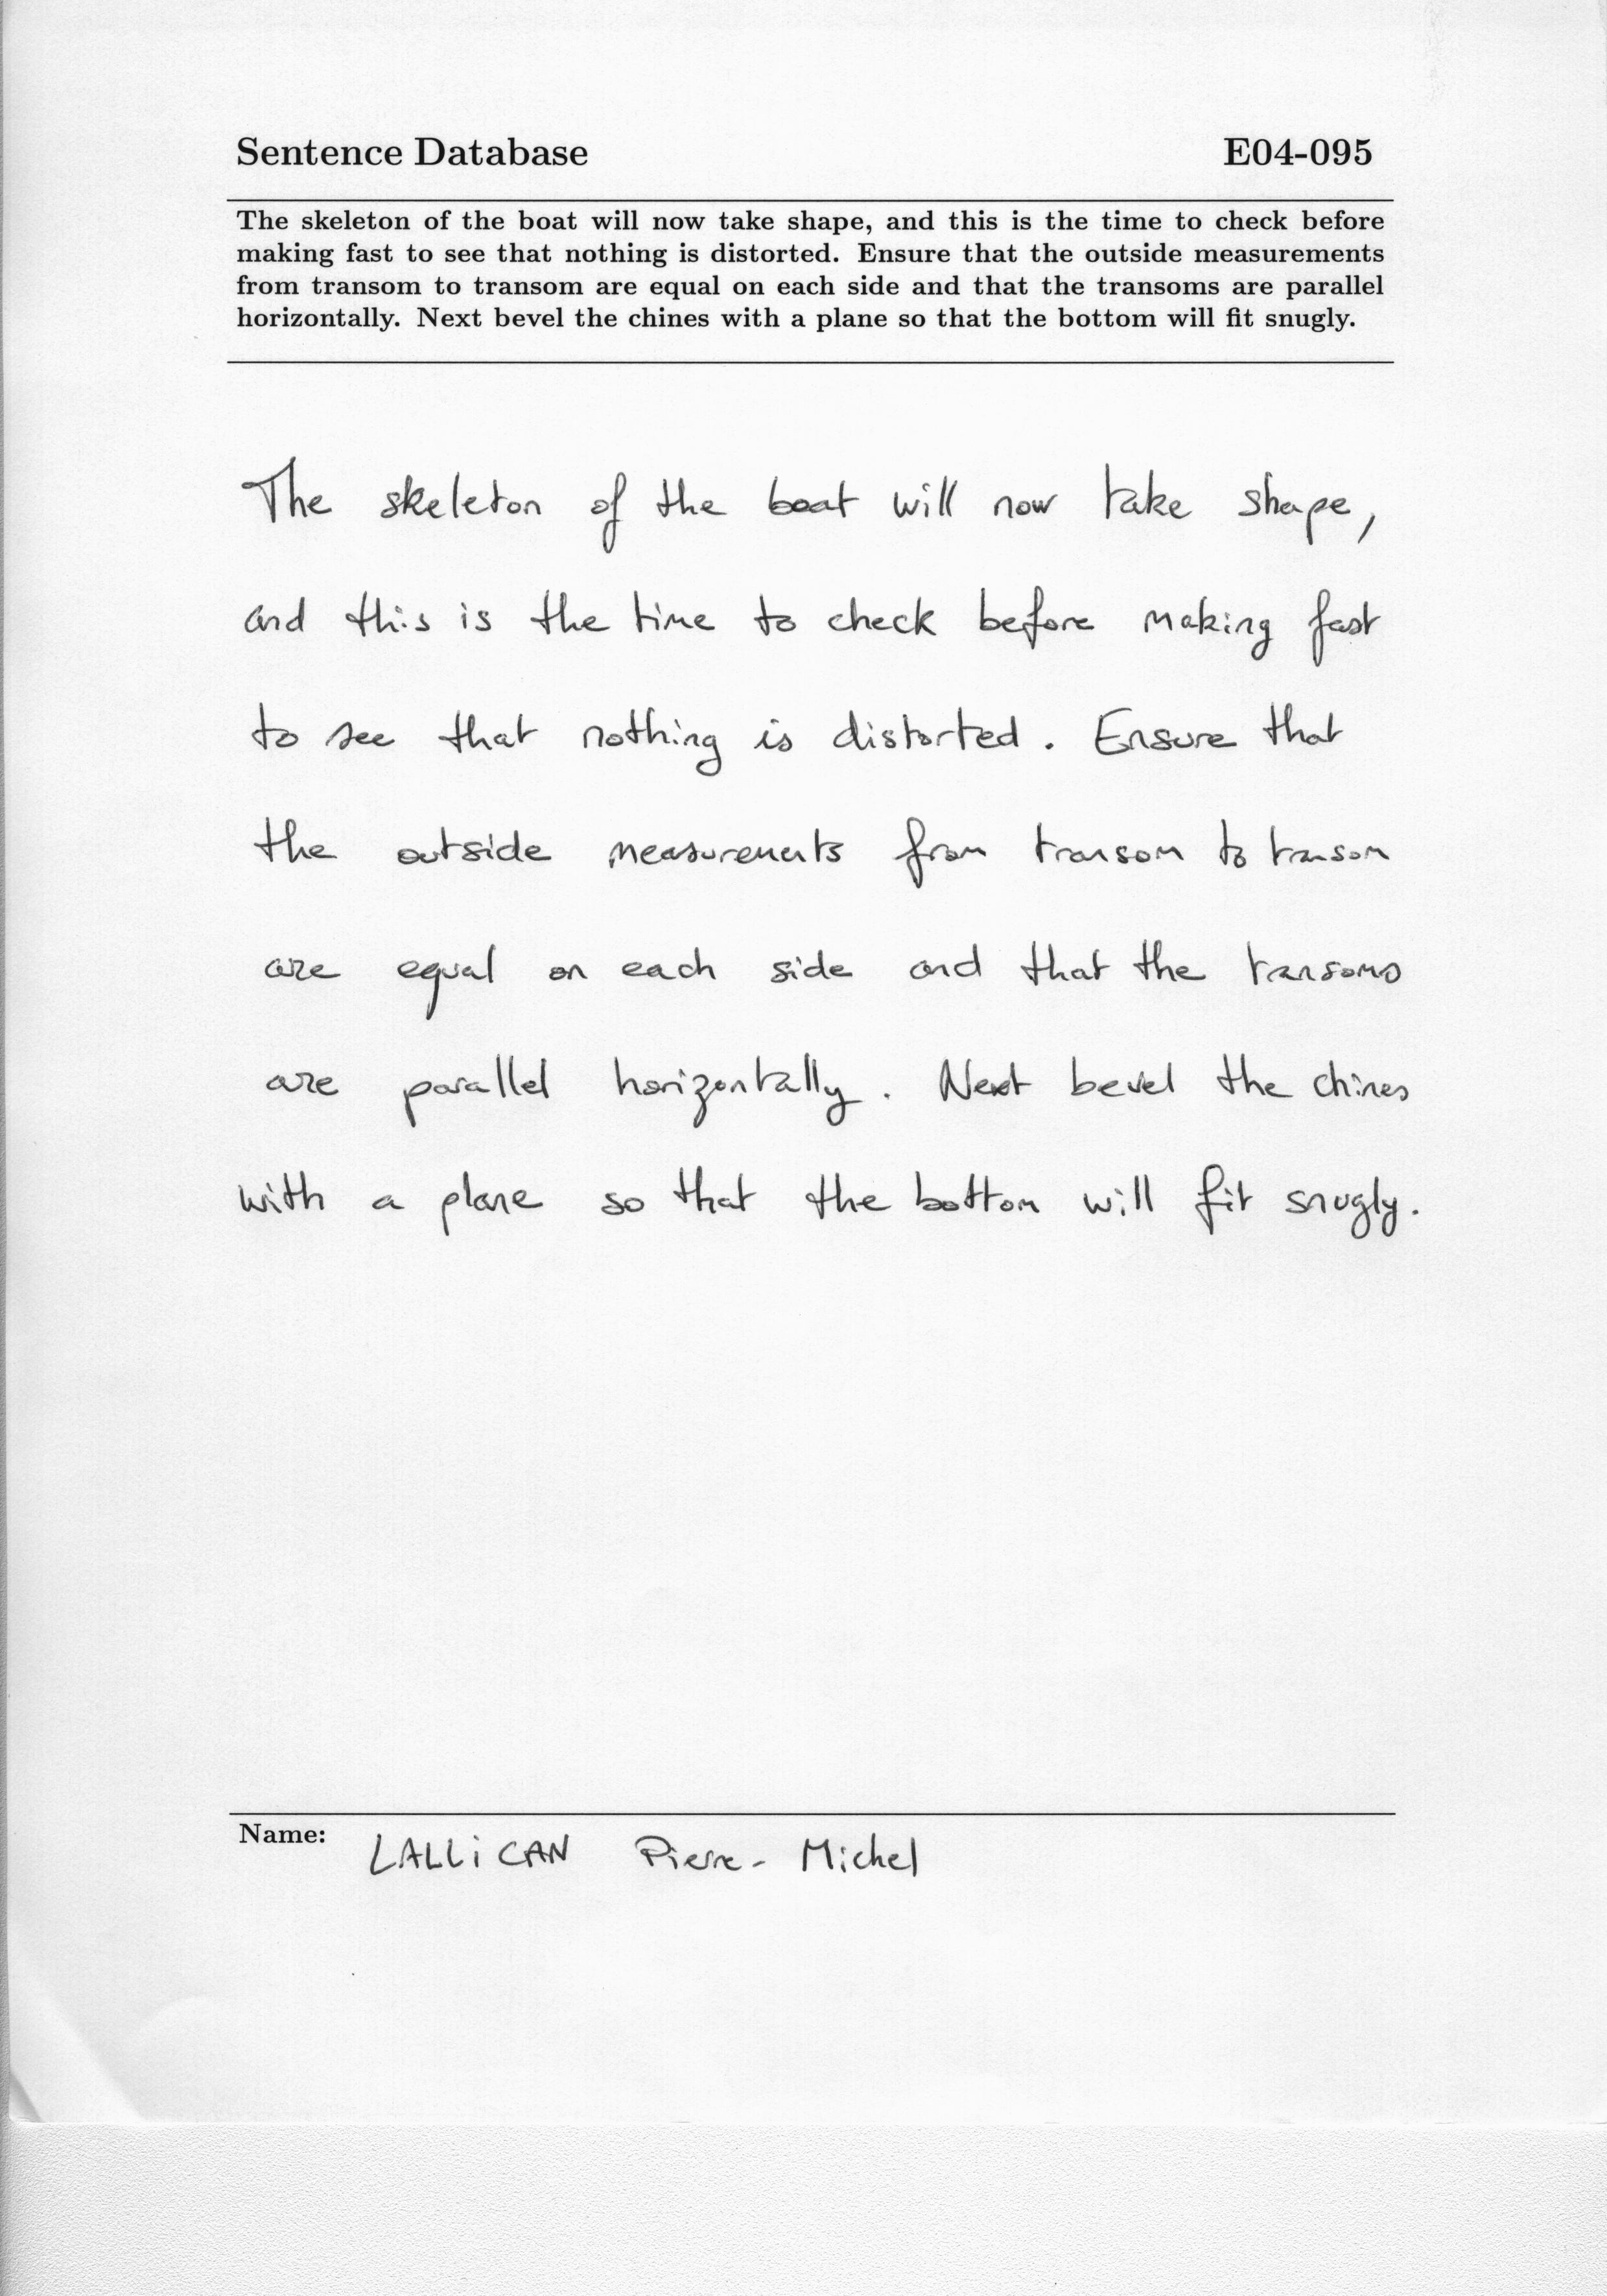 Sentence Database E04-095
The skeleton of the boat will now take shape, and this is the time to check before
making fast to see that nothing is distorted. Ensure that the outside measurements
from transom to transom are equal on each side and that the transoms are parallel
horizontally. Next bevel the chines with a plane so that the bottom will fit snugly.
The skeleton of the boat will now take shape,
and this is the time to check before making fast
to see that nothing is distorted. Ensure that
the outside measurements from transom to transom
are equal on each side and that the transoms
are parallel horizontally. Next bevel the chines
with a plane so that the bottom will fit snugly.
Name: LALLiCAN Pierre-Michel